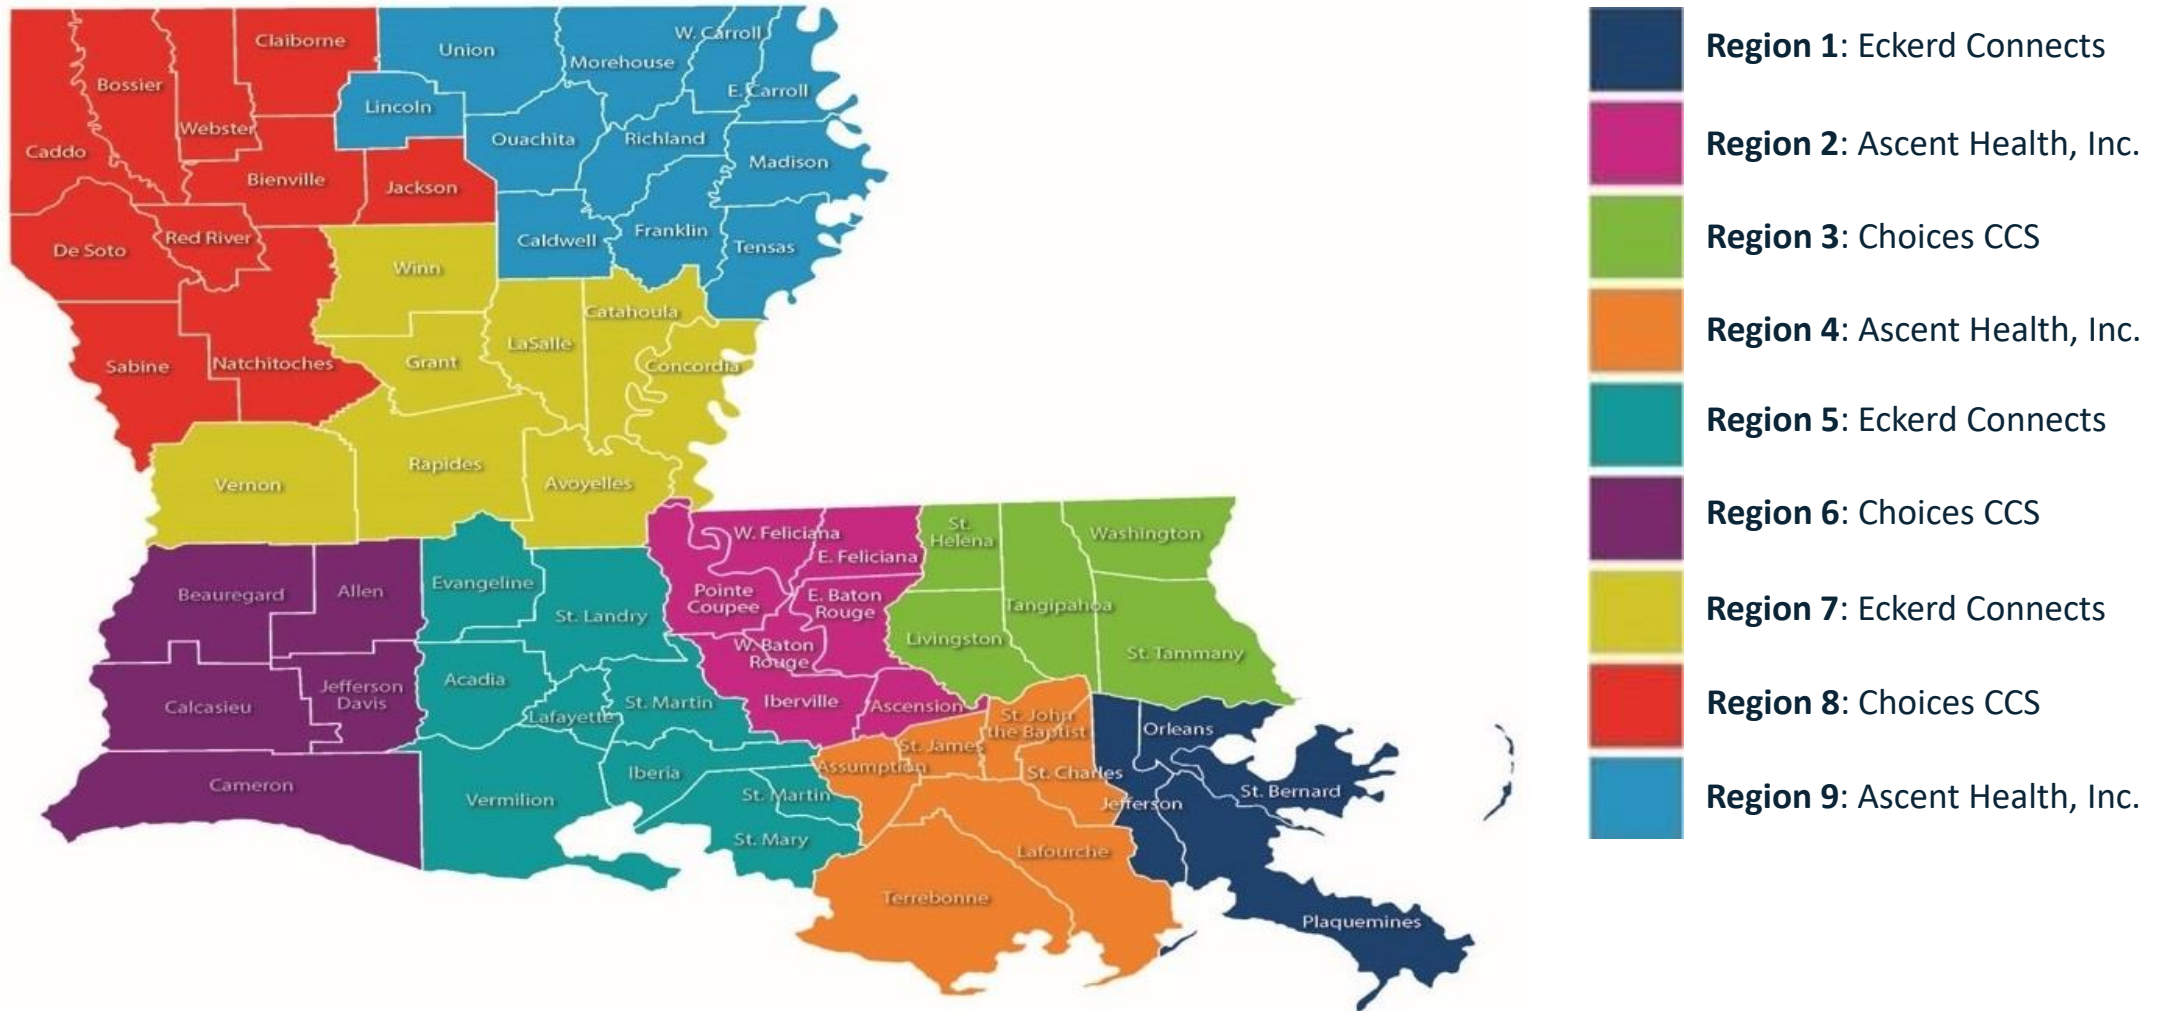 Claiborne
Union
W. Carroll
Morehouse
Bossier
Lincoln
E. Carroll
Webster
Ouachita
Richland
Caddo
Madison
Bienville
Jackson
De Soto
Red River
Caldwell
Franklin
Tensas
Winn
Catahoula
LaSalle
Sabine
Natchitoches
Grant
Concordia
Rapides
Vernon
Avoyelles
W. Feliciana
E. Feliciana
St.
Helena
Washington
Beauregard
Allen
Evangeline
Pointe
Coupee
E. Baton
Rouge
Tangipahoa
St. Landry
Livingston
W. Baton
Rouge
St. Tammany
Calcasieu
Jefferson
Davis
Acadia
Lafayette
St. Martin
Iberville
Ascension
St. John
the Baptist
Orleans
St. James
Assumption
St. Charles
Cameron
Vermilion
Iberia
St. Martin
Jefferson
St. Bernard
St. Mary
Lafourche
Terrebonne
Plaquemines
Region 1: Eckerd Connects
Region 2: Ascent Health, Inc.
Region 3: Choices CCS
Region 4: Ascent Health, Inc.
Region 5: Eckerd Connects
Region 6: Choices CCS
Region 7: Eckerd Connects
Region 8: Choices CCS
Region 9: Ascent Health, Inc.